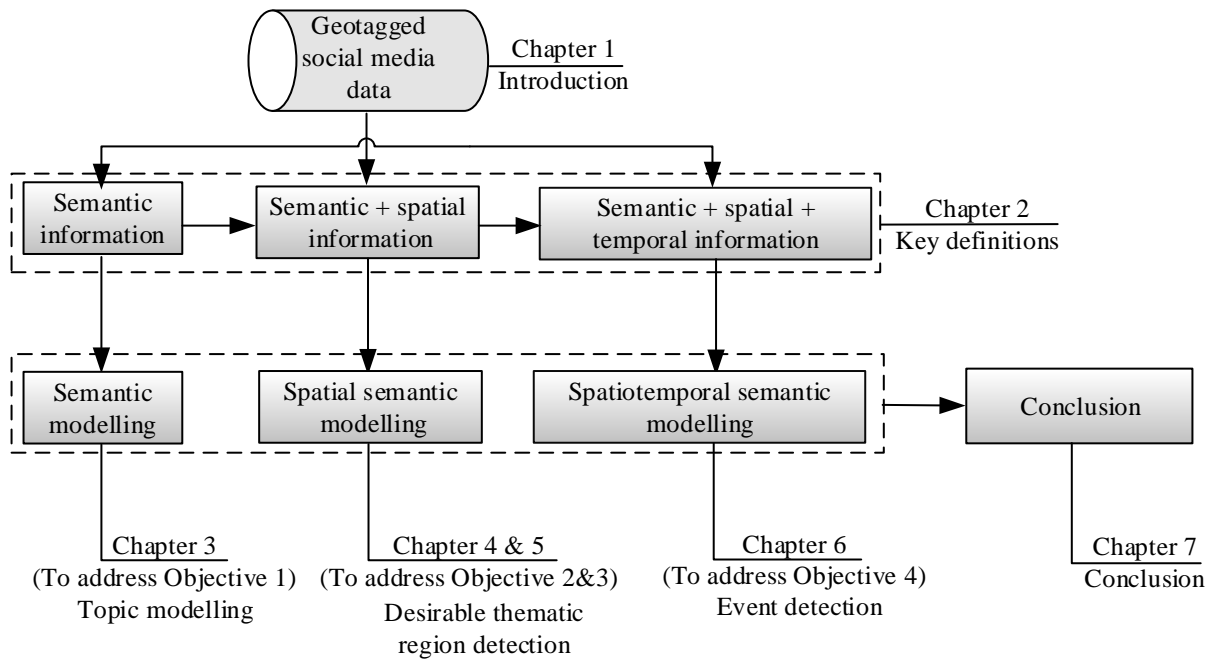 Geotagged
social media
data
Chapter 1
Introduction
Semantic
information
Semantic + spatial
information
Semantic + spatial +
temporal information
Chapter 2
Key definitions
Semantic
modelling
Spatial semantic
modelling
Spatiotemporal semantic
modelling
Conclusion
Chapter 3
(To address Objective 1)
Topic modelling
Chapter 4 & 5
(To address Objective 2&3)
Desirable thematic
region detection
Chapter 6
(To address Objective 4)
Event detection
Chapter 7
Conclusion